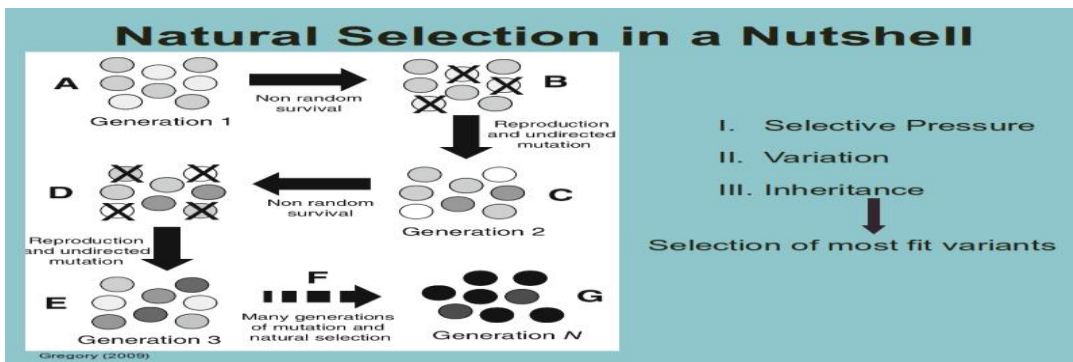 Natural Selection in a Nutshell
A
Generation 1
Non random
survival
B
Reproduction
and undirected
mutation
C
Generation 2
Non random
survival
D
Reproduction
and undirected
mutation
E
Generation 3
F
Many generations
of mutation and
natural selection
G
Generation N
Gregory (2009)
I. Selective Pressure
II. Variation
III. Inheritance
Selection of most fit variants